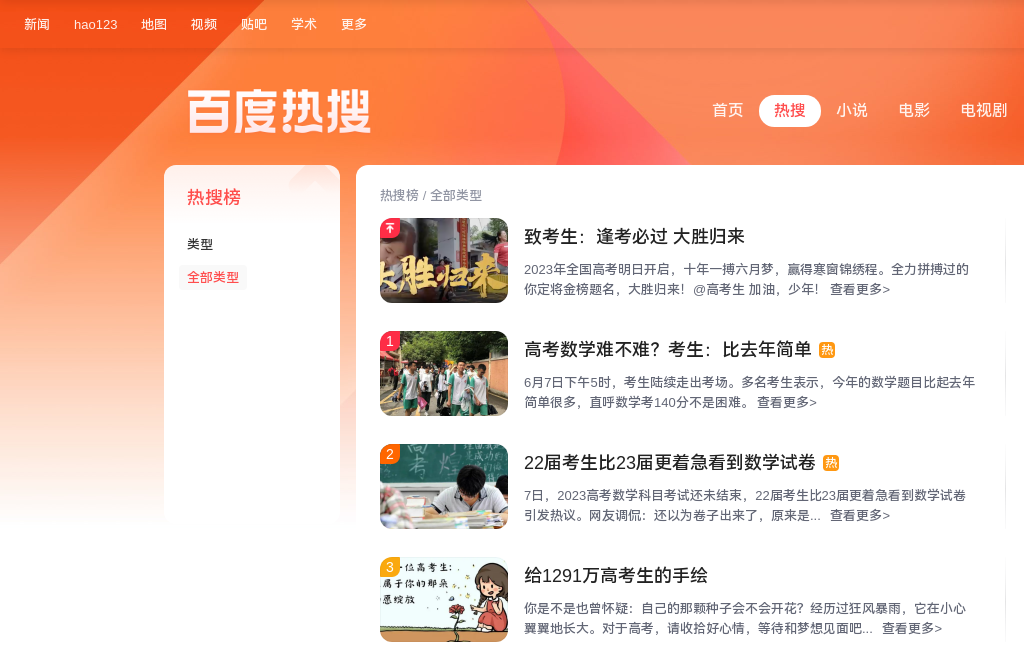 新闻 hao123 地图 视频 贴吧 学术 更多
百度热搜
首页 热搜 小说 电影 电视剧
热搜榜
类型
全部类型
热搜榜 / 全部类型
大胜归来
致考生：逢考必过 大胜归来
2023年全国高考明日开启，十年一搏六月梦，赢得寒窗锦绣程。全力拼搏过的
你定将金榜题名，大胜归来！@高考生 加油，少年！ 查看更多>
1
高考数学难不难？考生：比去年简单 热
6月7日下午5时，考生陆续走出考场。多名考生表示，今年的数学题目比起去年
简单很多，直呼数学考140分不是困难。 查看更多>
2
22届考生比23届更着急看到数学试卷 热
7日，2023高考数学科目考试还未结束，22届考生比23届更着急看到数学试卷
引发热议。网友调侃：还以为卷子出来了，原来是... 查看更多>
3
一位高考生：
属于你的那朵
愿绽放
给1291万高考生的手绘
你是不是也曾怀疑：自己的那颗种子会不会开花？经历过狂风暴雨，它在小心
翼翼地长大。对于高考，请收拾好心情，等待和梦想见面吧... 查看更多>